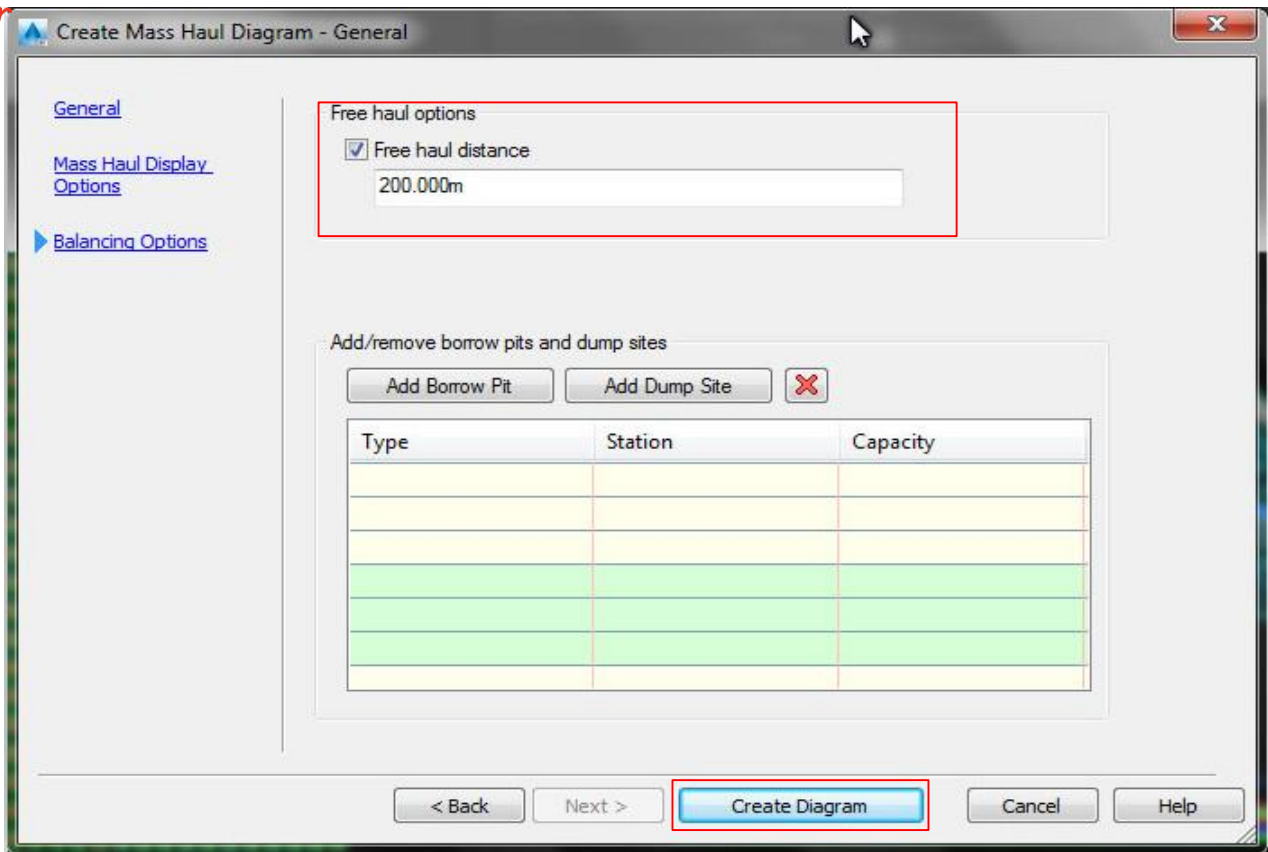 Create Mass Haul Diagram - General
General
Mass Haul Display
Options
Balancing Options
Free haul options
Free haul distance
200.000m
Add/remove borrow pits and dump sites
Add Borrow Pit Add Dump Site
Type Station Capacity
< Back Next > Create Diagram Cancel Help